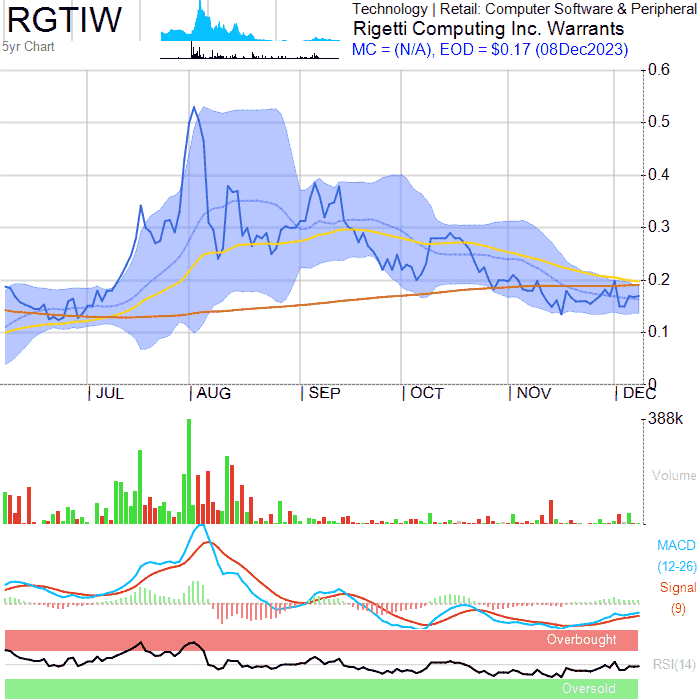 RGTIW
5yr Chart
Technology | Retail: Computer Software & Peripheral
Rigetti Computing Inc. Warrants
MC = (N/A), EOD = $0.17 (08Dec2023)
0.6
0.5
0.4
0.3
0.2
0.1
0
JUL AUG SEP OCT NOV DEC
388k
Volume
MACD
(12-26)
Signal
(9)
Overbought
RSI(14)
Oversold